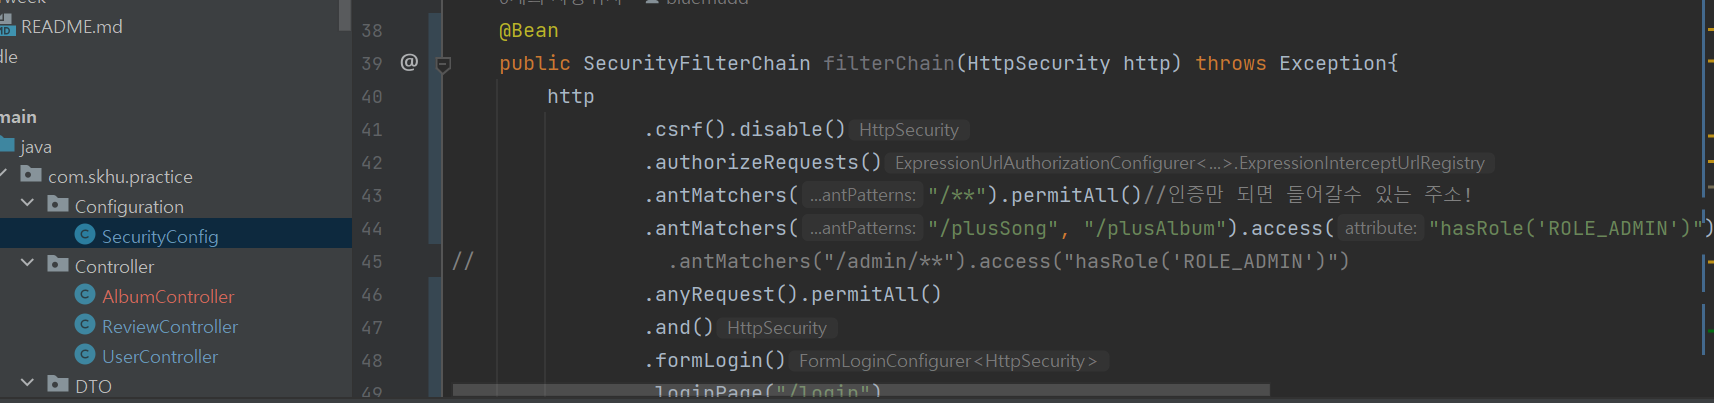 week
README.md
dle
main
java
com.skhu.practice
Configuration
SecurityConfig
Controller
AlbumController
ReviewController
UserController
DTO
38 @Bean
39 @ public SecurityFilterChain filterChain(HttpSecurity http) throws Exception{
40 http
41 .csrf().disable() HttpSecurity
42 .authorizeRequests() ExpressionUrlAuthorizationConfigurer<...>.ExpressionInterceptUrlRegistry
43 .antMatchers( ...antPatterns: "/**").permitAll()//인증만 되면 들어갈수 있는 주소!
44 .antMatchers( ...antPatterns: "/plusSong", "/plusAlbum").access( attribute: "hasRole('ROLE_ADMIN')")
45 // .antMatchers("/admin/**").access("hasRole('ROLE_ADMIN')")
46 .anyRequest().permitAll()
47 .and() HttpSecurity
48 .formLogin() FormLoginConfigurer<HttpSecurity>
49 .loginPage("/login")